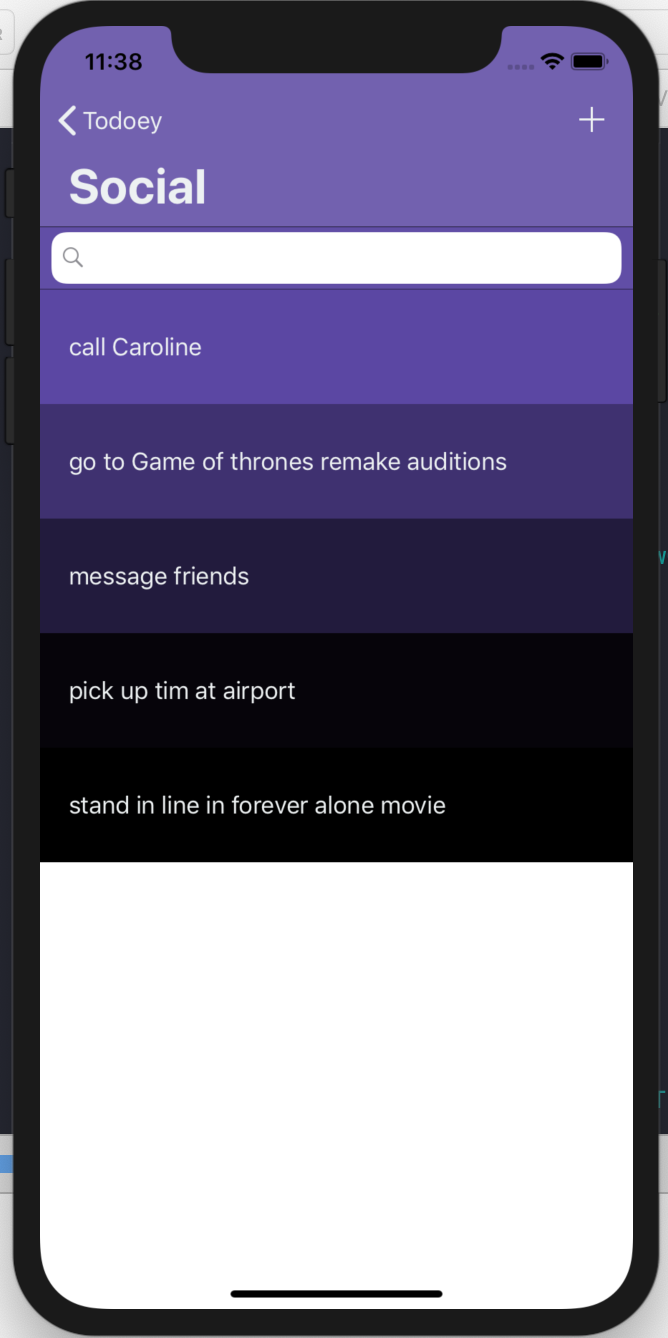 11:38
Todoey
Social
call Caroline
go to Game of thrones remake auditions
message friends
pick up tim at airport
stand in line in forever alone movie